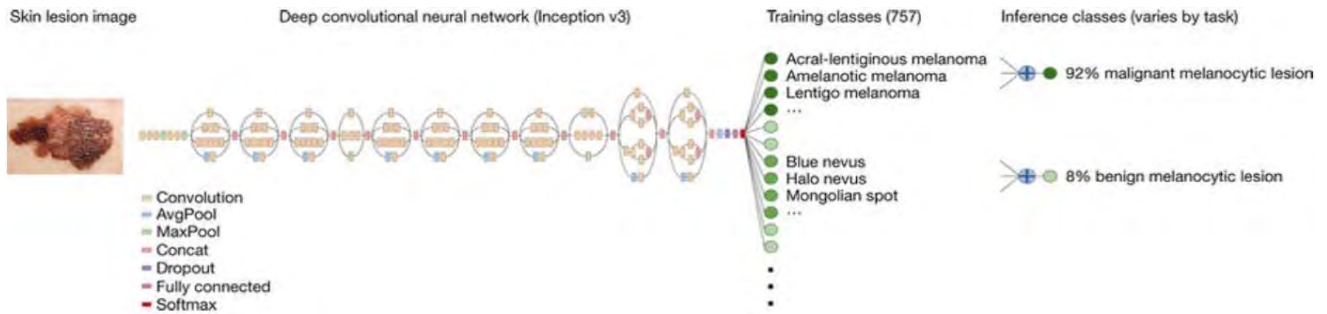 Skin lesion image
Deep convolutional neural network (Inception v3)
Training classes (757)
Inference classes (varies by task)
Acral-lentiginous melanoma
Amelanotic melanoma
Lentigo melanoma
...
Blue nevus
Halo nevus
Mongolian spot
...
92% malignant melanocytic lesion
8% benign melanocytic lesion
Convolution
AvgPool
MaxPool
Concat
Dropout
Fully connected
Softmax